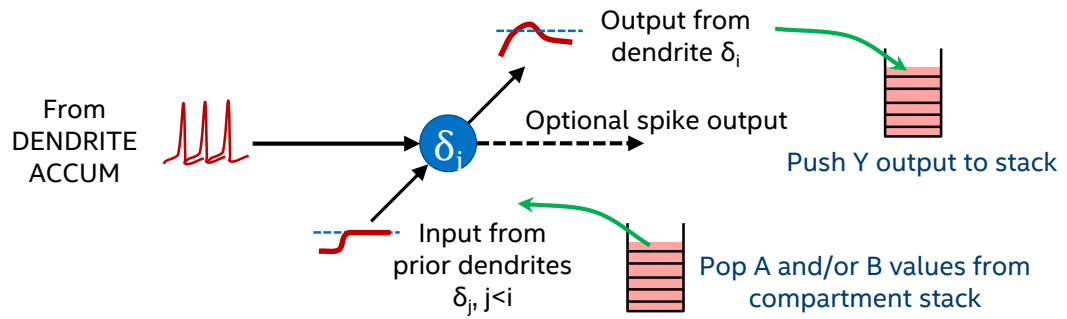 Output from
dendrite δi
From
DENDRITE
ACCUM
δi
Optional spike output
Push Y output to stack
Input from
prior dendrites
δj, j<i
Pop A and/or B values from
compartment stack